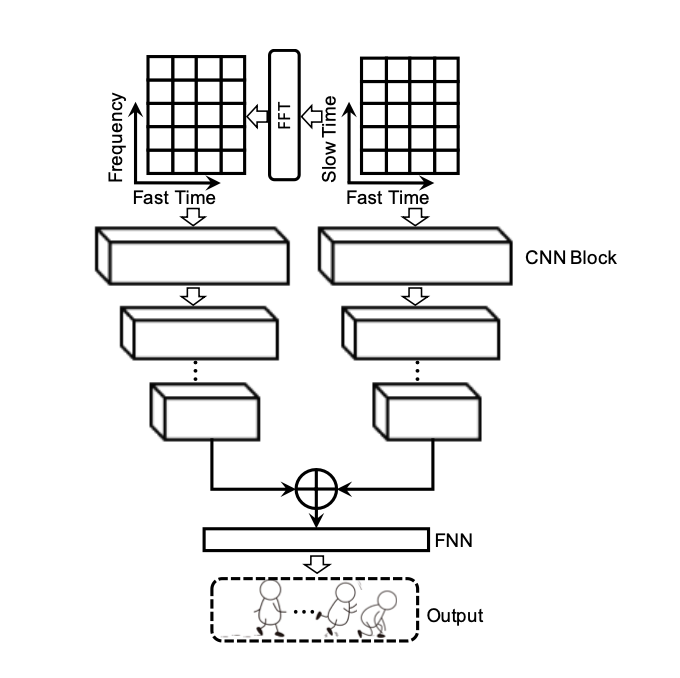 Frequency
FFT
Slow Time
Fast Time
Fast Time
CNN Block
FNN
Output